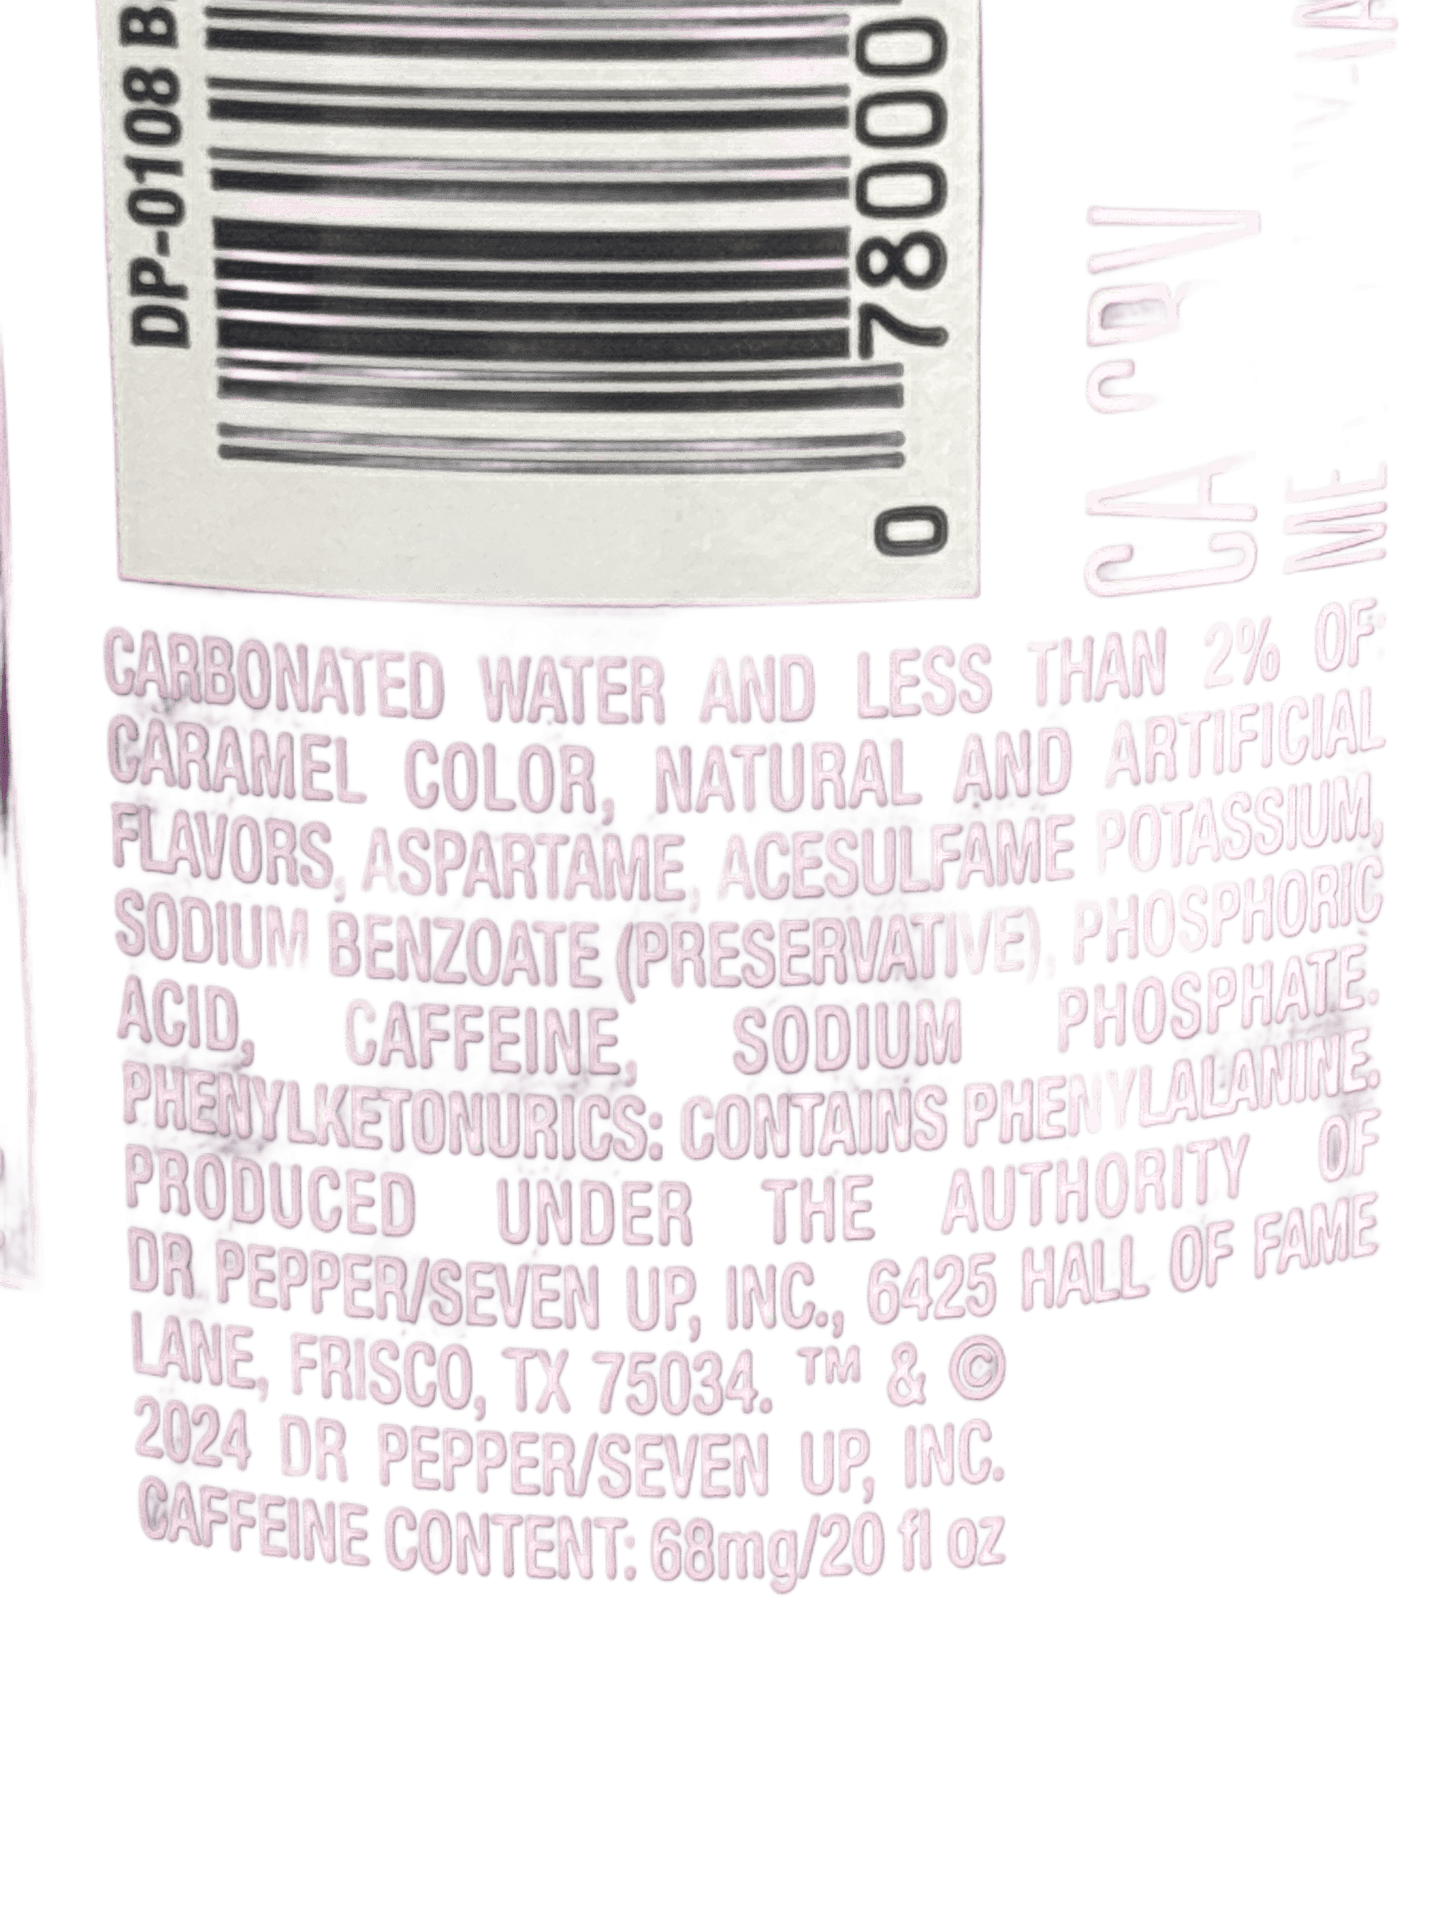 DP-0108
0 78000
CA CRV
ME
CARBONATED WATER AND LESS THAN 2% OF:
CARAMEL COLOR, NATURAL AND ARTIFICIAL
FLAVORS, ASPARTAME, ACESULFAME POTASSIUM,
SODIUM BENZOATE (PRESERVATIVE), PHOSPHORIC
ACID, CAFFEINE, SODIUM PHOSPHATE.
PHENYLKETONURICS: CONTAINS PHENYLALANINE.
PRODUCED UNDER THE AUTHORITY OF
DR PEPPER/SEVEN UP, INC., 6425 HALL OF FAME
LANE, FRISCO, TX 75034. ™ & ©
2024 DR PEPPER/SEVEN UP, INC.
CAFFEINE CONTENT: 68mg/20 fl oz